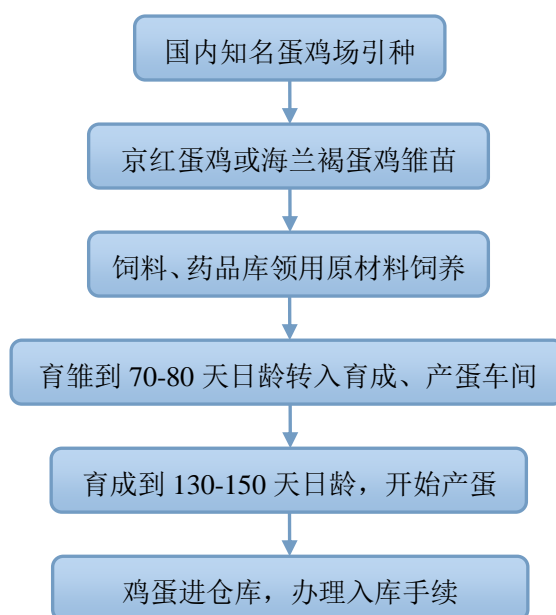 国内知名蛋鸡场引种
京红蛋鸡或海兰褐蛋鸡雏苗
饲料、药品库领用原材料饲养
育雏到 70-80 天日龄转入育成、产蛋车间
育成到 130-150 天日龄，开始产蛋
鸡蛋进仓库，办理入库手续